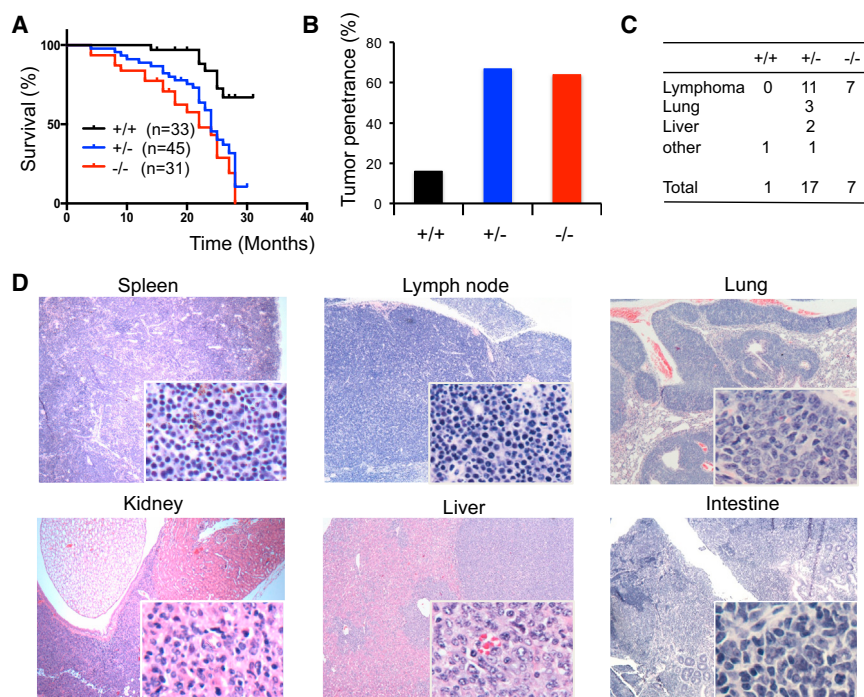 A
Survival (%)
100
50
0
+/+ (n=33)
+/- (n=45)
-/- (n=31)
0 10 20 30 40
Time (Months)
B
Tumor penetrance (%)
80
60
40
20
0
+/+ +/- -/-
C
+/+ +/- -/-
Lymphoma 0 11 7
Lung 3
Liver 2
other 1 1
Total 1 17 7
D
Spleen Lymph node Lung
Kidney Liver Intestine